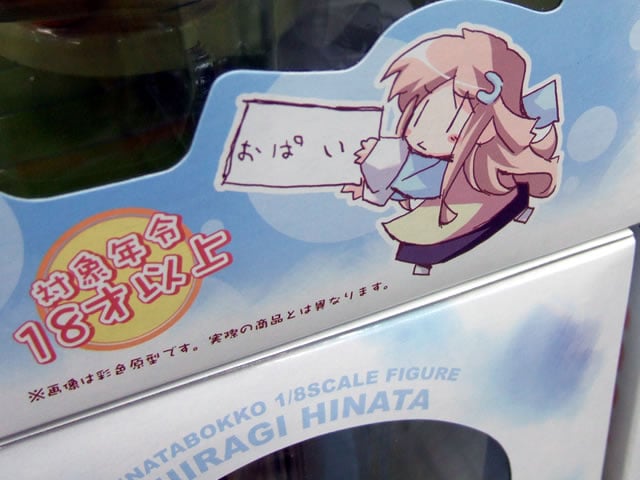 おぱい
対象年令
18才以上
※画像は彩色原型です。実際の商品とは異なります。
NATABOKKO 1/8SCALE FIGURE
IRAGI HINATA